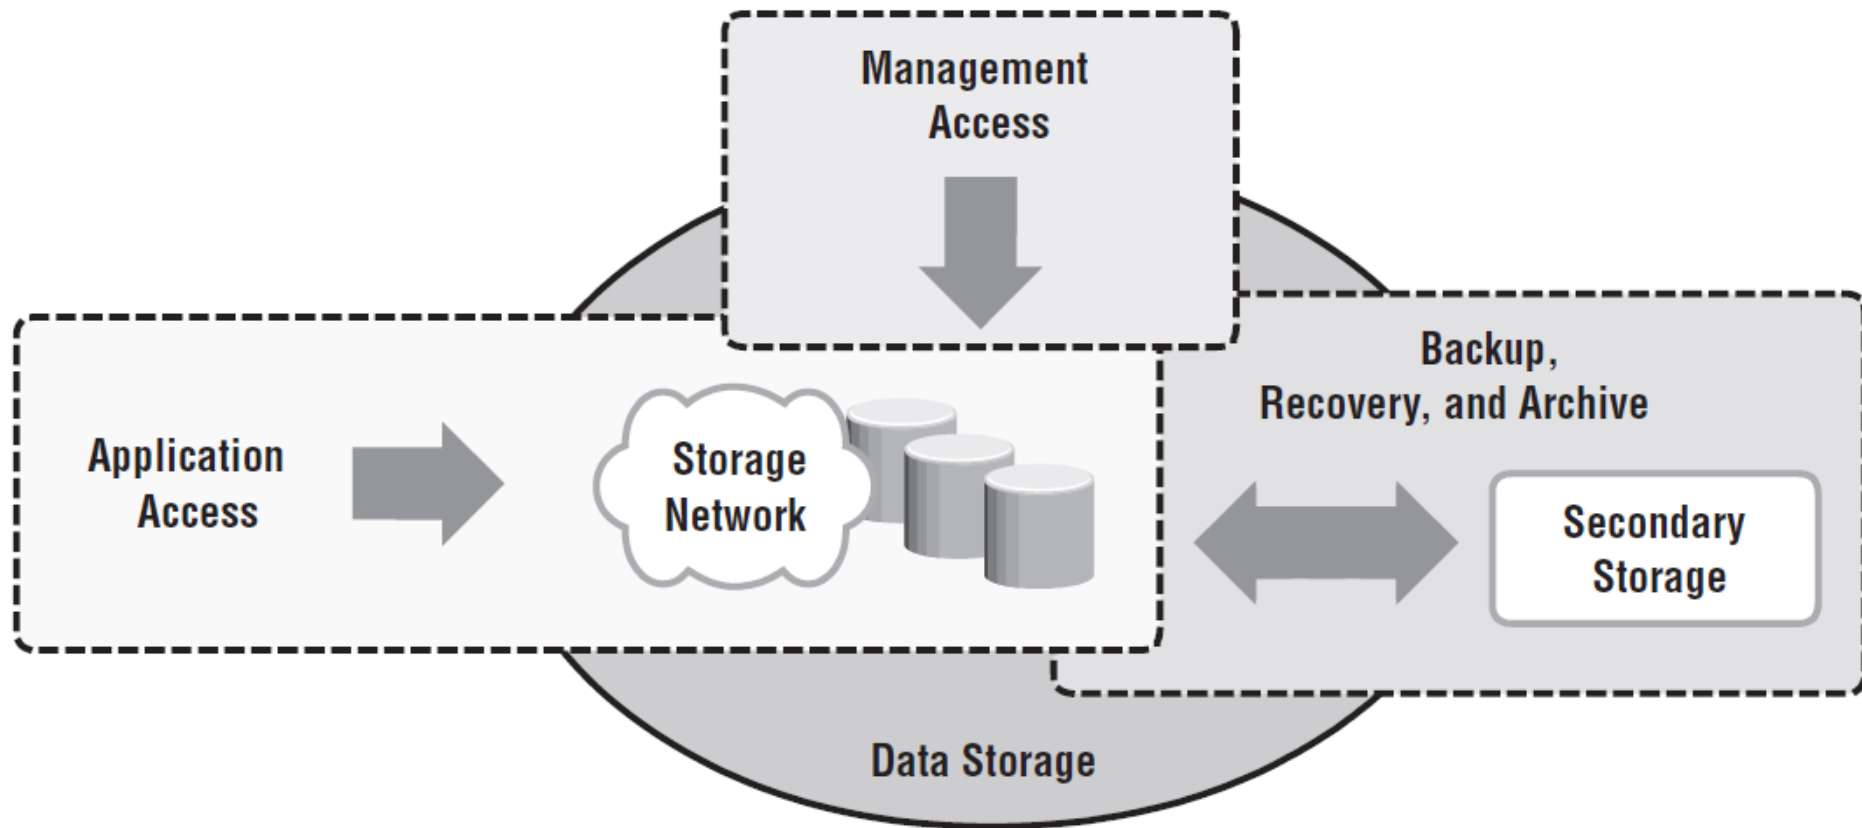 Management
Access
Application
Access
Storage
Network
Backup,
Recovery, and Archive
Secondary
Storage
Data Storage